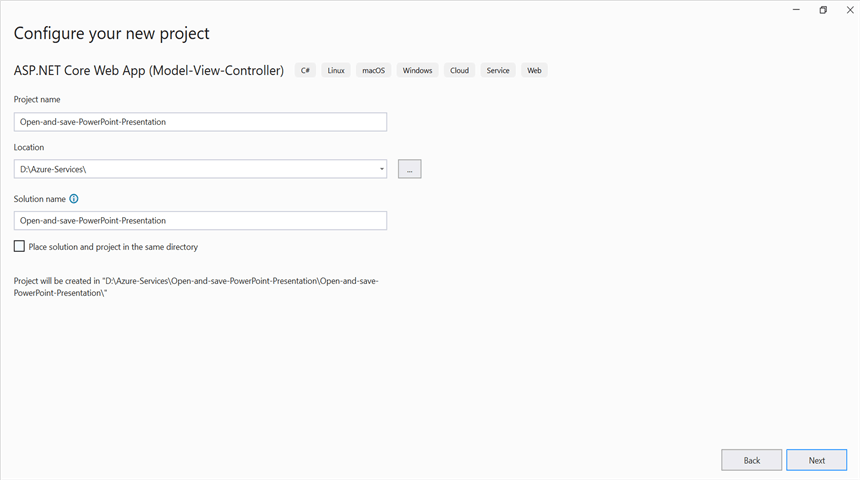 Configure your new project
ASP.NET Core Web App (Model-View-Controller) C# Linux macOS Windows Cloud Service Web
Project name
Open-and-save-PowerPoint-Presentation
Location
D:\Azure-Services\
...
Solution name
Open-and-save-PowerPoint-Presentation
Place solution and project in the same directory
Project will be created in "D:\Azure-Services\Open-and-save-PowerPoint-Presentation\Open-and-save-
PowerPoint-Presentation\"
Back Next